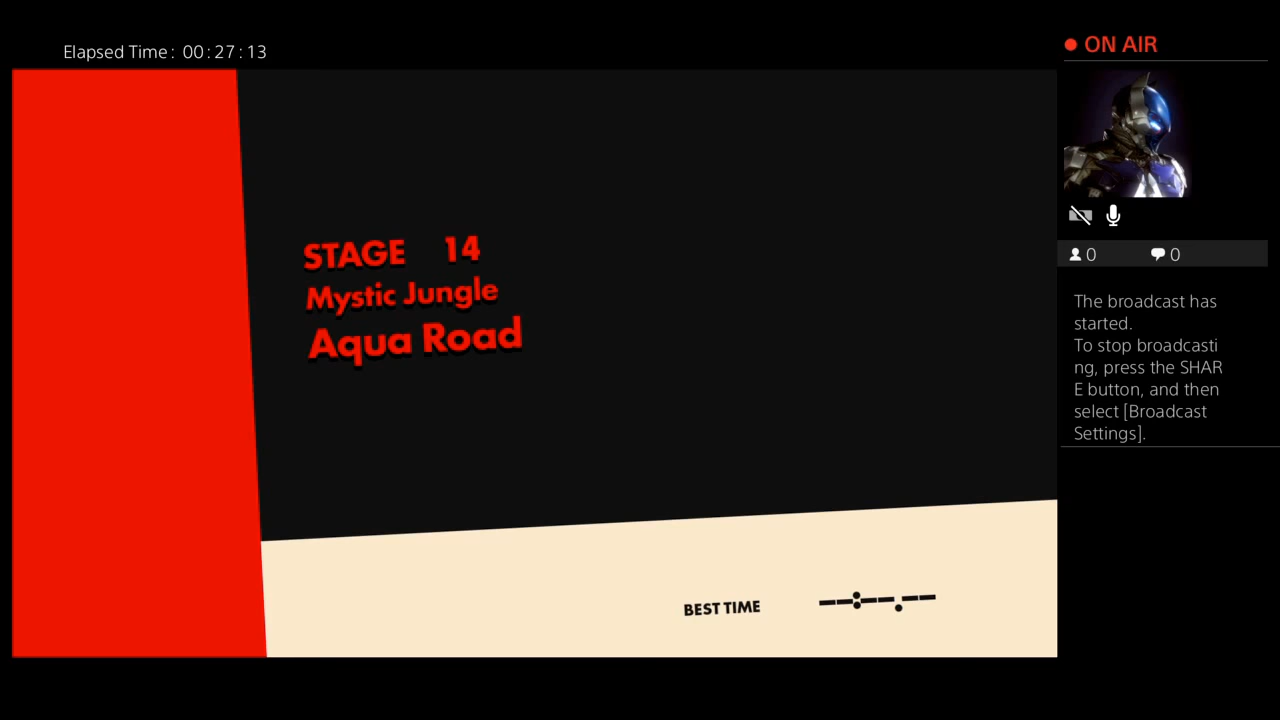 Elapsed Time: 00:27:13
ON AIR
STAGE 14
Mystic Jungle
Aqua Road
0 0
The broadcast has
started.
To stop broadcasti
ng, press the SHAR
E button, and then
select [Broadcast
Settings].
BEST TIME --:--.--